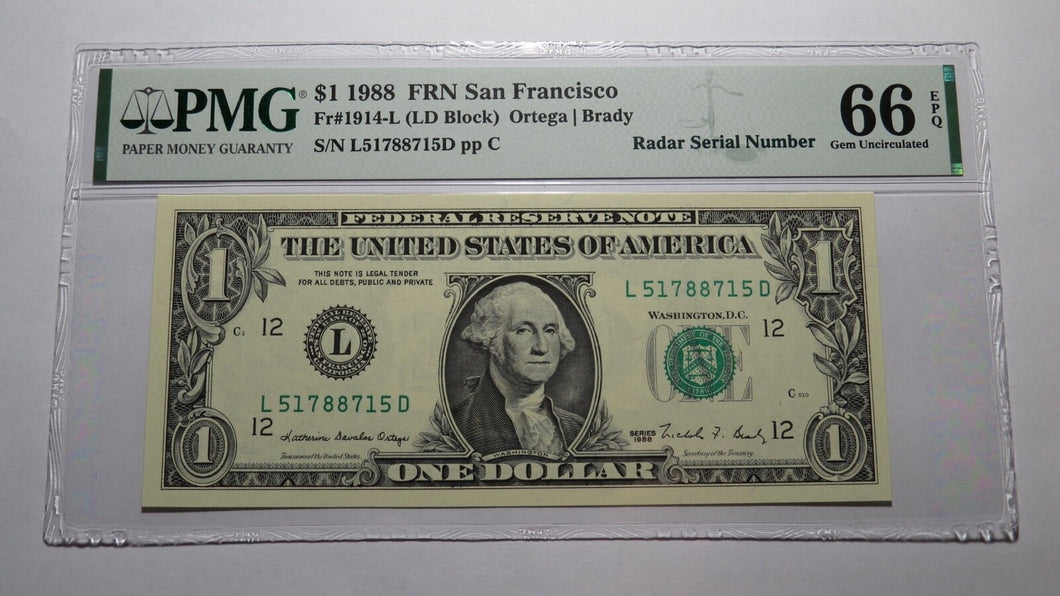 PMG®
PAPER MONEY GUARANTY
$1 1988 FRN San Francisco
Fr#1914-L (LD Block) Ortega | Brady
S/N L51788715D pp C
Radar Serial Number
66
EPQ
Gem Uncirculated
FEDERAL RESERVE NOTE
THE UNITED STATES OF AMERICA
1
1
THIS NOTE IS LEGAL TENDER
FOR ALL DEBTS, PUBLIC AND PRIVATE
L 51788715 D
WASHINGTON, D.C.
C1 12
L
ONE
12
L 51788715 D
C 510
12
Katherine Davalos Ortega
Treasurer of the United States.
SERIES
1988
12
Secretary of the Treasury.
1
WASHINGTON
1
ONE DOLLAR